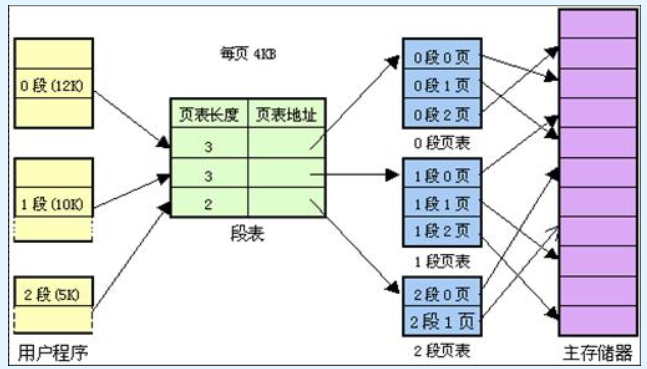 每页 4KB
0 段 (12K)
1 段 (10K)
2 段 (5K)
用户程序
页表长度 页表地址
3
3
2
段表
0 段 0 页
0 段 1 页
0 段 2 页
0 段页表
1 段 0 页
1 段 1 页
1 段 2 页
1 段页表
2 段 0 页
2 段 1 页
2 段页表
主存储器